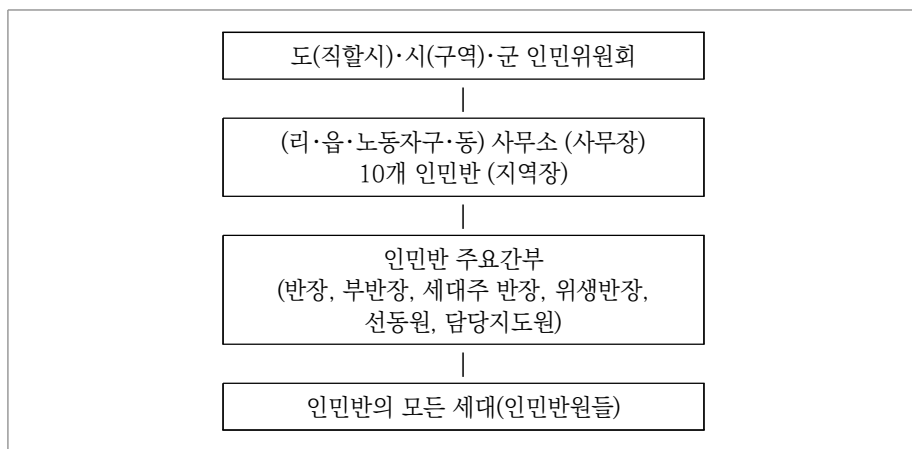 도(직할시)·시(구역)·군 인민위원회
(리·읍·노동자구·동) 사무소 (사무장)
10개 인민반 (지역장)
인민반 주요간부
(반장, 부반장, 세대주 반장, 위생반장,
선동원, 담당지도원)
인민반의 모든 세대(인민반원들)